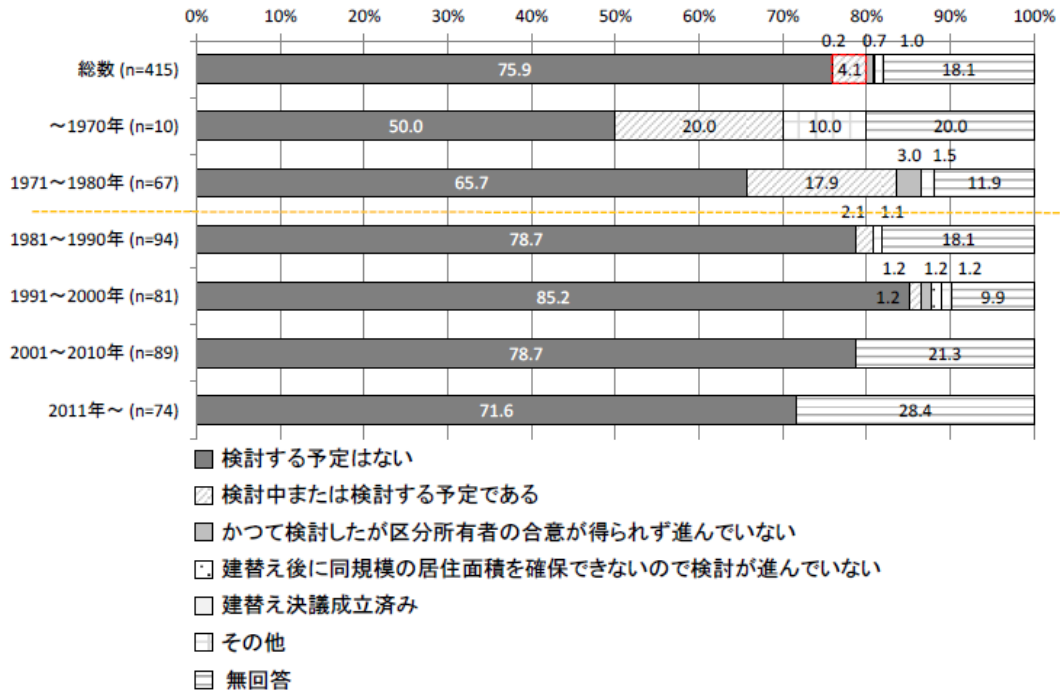 0% 10% 20% 30% 40% 50% 60% 70% 80% 90% 100%
0.2 0.7 1.0
総数 (n=415) 75.9 4.1 18.1
～1970年 (n=10) 50.0 20.0 10.0 20.0
3.0 1.5
1971～1980年 (n=67) 65.7 17.9 11.9
2.1 1.1
1981～1990年 (n=94) 78.7 18.1
1.2 1.2 1.2
1991～2000年 (n=81) 85.2 1.2 9.9
2001～2010年 (n=89) 78.7 21.3
2011年～ (n=74) 71.6 28.4
検討する予定はない
検討中または検討する予定である
かつて検討したが区分所有者の合意が得られず進んでいない
建替え後に同規模の居住面積を確保できないので検討が進んでいない
建替え決議成立済み
その他
無回答